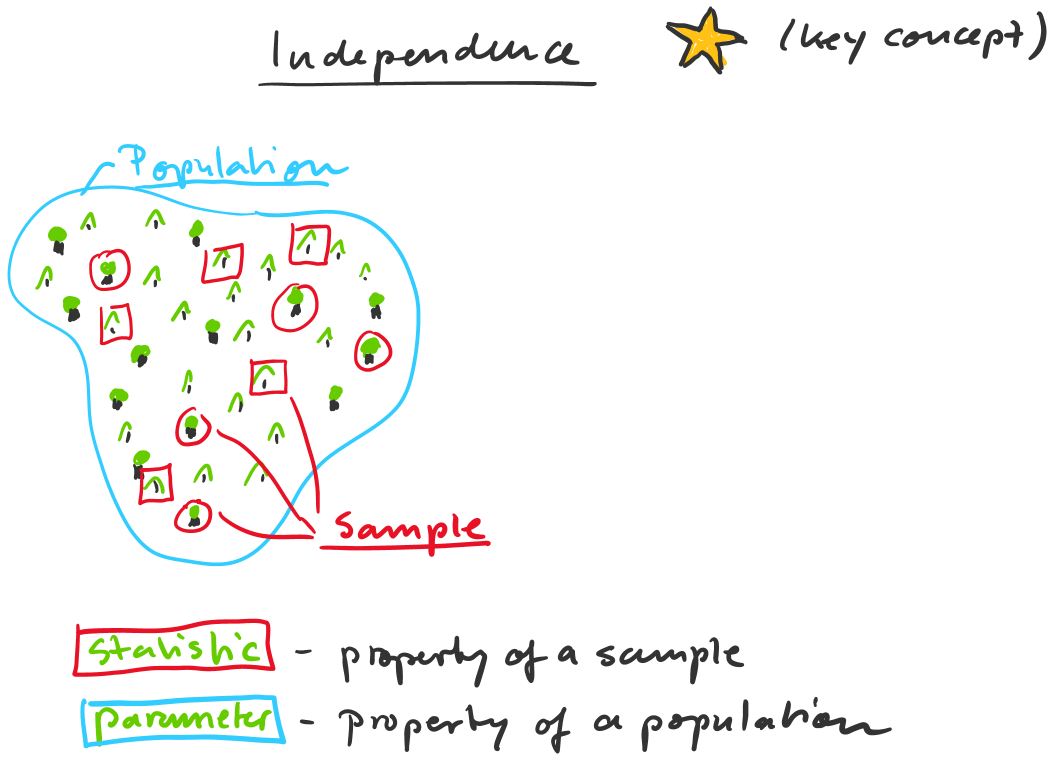 Independence (key concept)
Population
Sample
statistic - property of a sample
parameter - property of a population